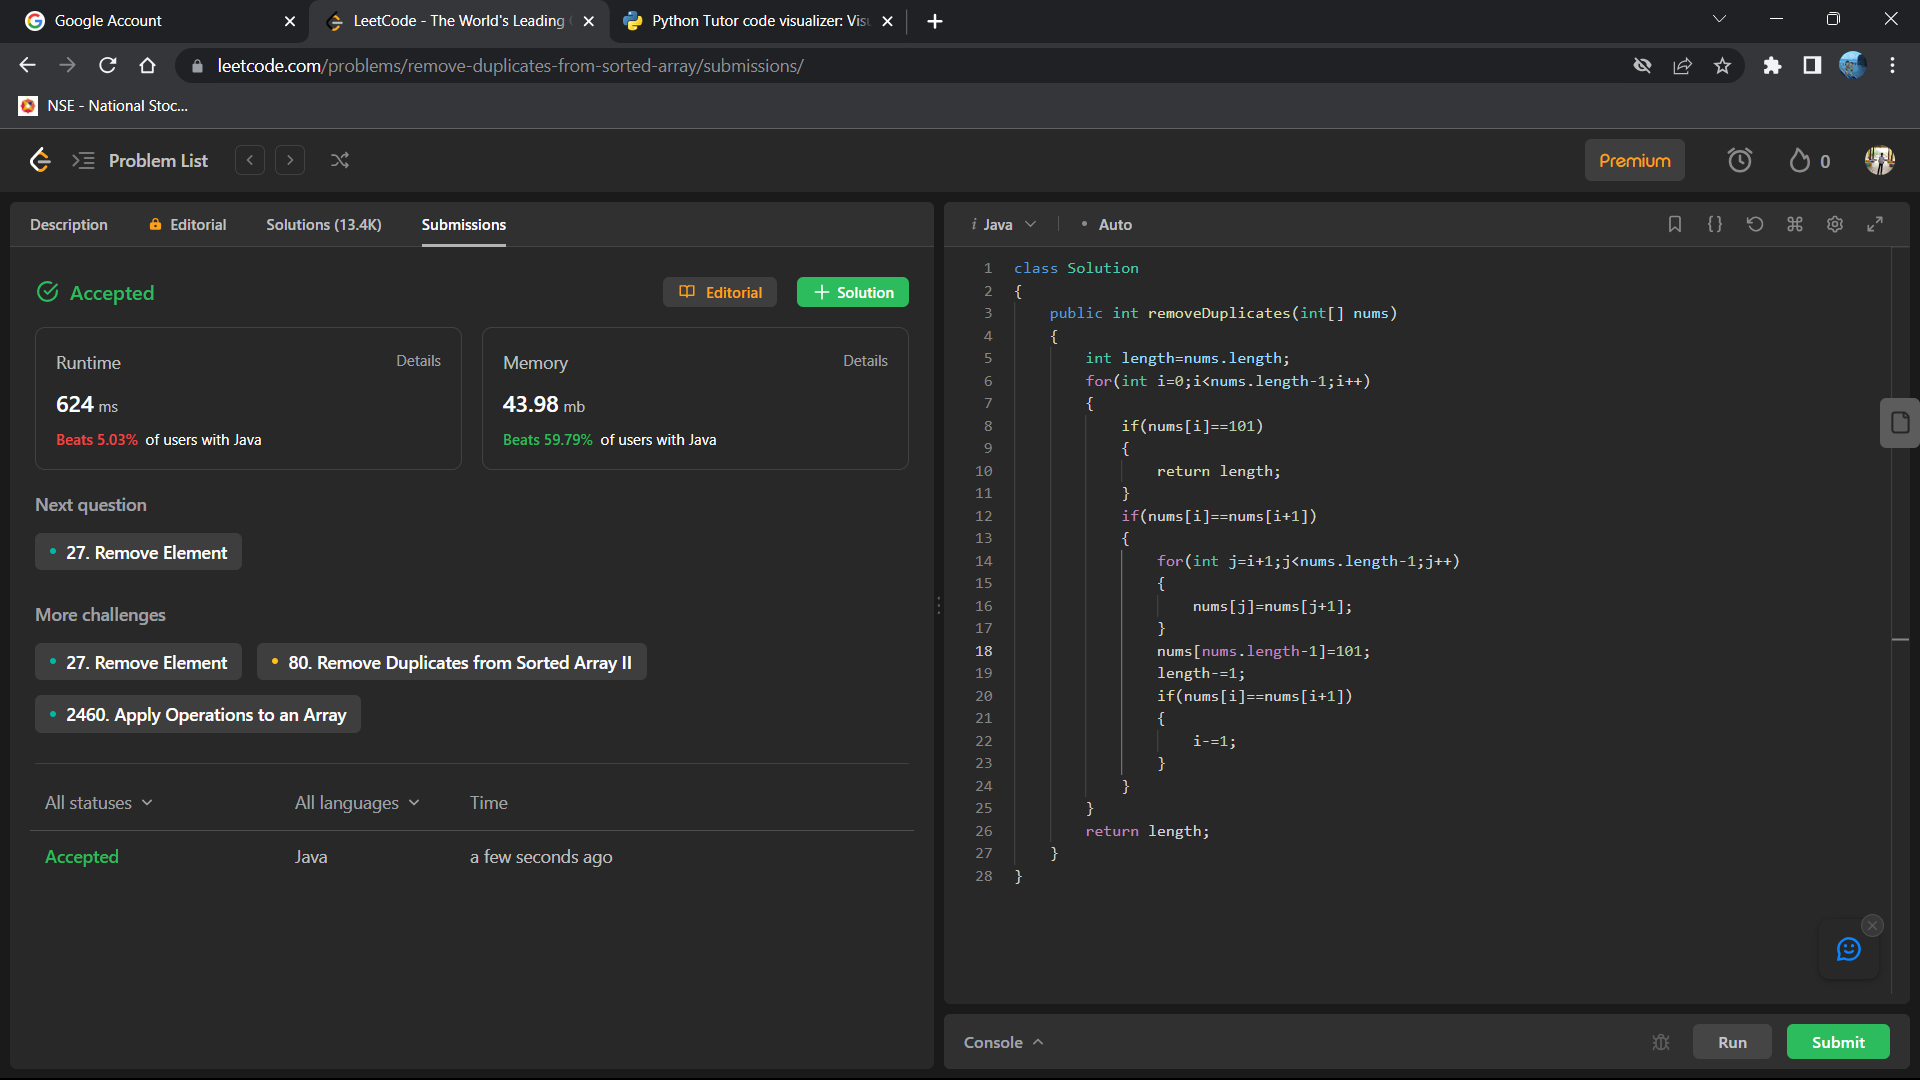 Google Account
LeetCode - The World's Leading
Python Tutor code visualizer: Vis
leetcode.com/problems/remove-duplicates-from-sorted-array/submissions/
NSE - National Stoc...
Problem List
Premium
0
Description
Editorial
Solutions (13.4K)
Submissions
Accepted
Editorial
Solution
Runtime
Details
624 ms
Beats 5.03% of users with Java
Memory
Details
43.98 mb
Beats 59.79% of users with Java
Next question
27. Remove Element
More challenges
27. Remove Element
80. Remove Duplicates from Sorted Array II
2460. Apply Operations to an Array
All statuses
All languages
Time
Accepted
Java
a few seconds ago
i Java
• Auto
{}
1 class Solution
2 {
3 public int removeDuplicates(int[] nums)
4 {
5 int length=nums.length;
6 for(int i=0;i<nums.length-1;i++)
7 {
8 if(nums[i]==101)
9 {
10 return length;
11 }
12 if(nums[i]==nums[i+1])
13 {
14 for(int j=i+1;j<nums.length-1;j++)
15 {
16 nums[j]=nums[j+1];
17 }
18 nums[nums.length-1]=101;
19 length-=1;
20 if(nums[i]==nums[i+1])
21 {
22 i-=1;
23 }
24 }
25 }
26 return length;
27 }
28 }
Console
Run
Submit